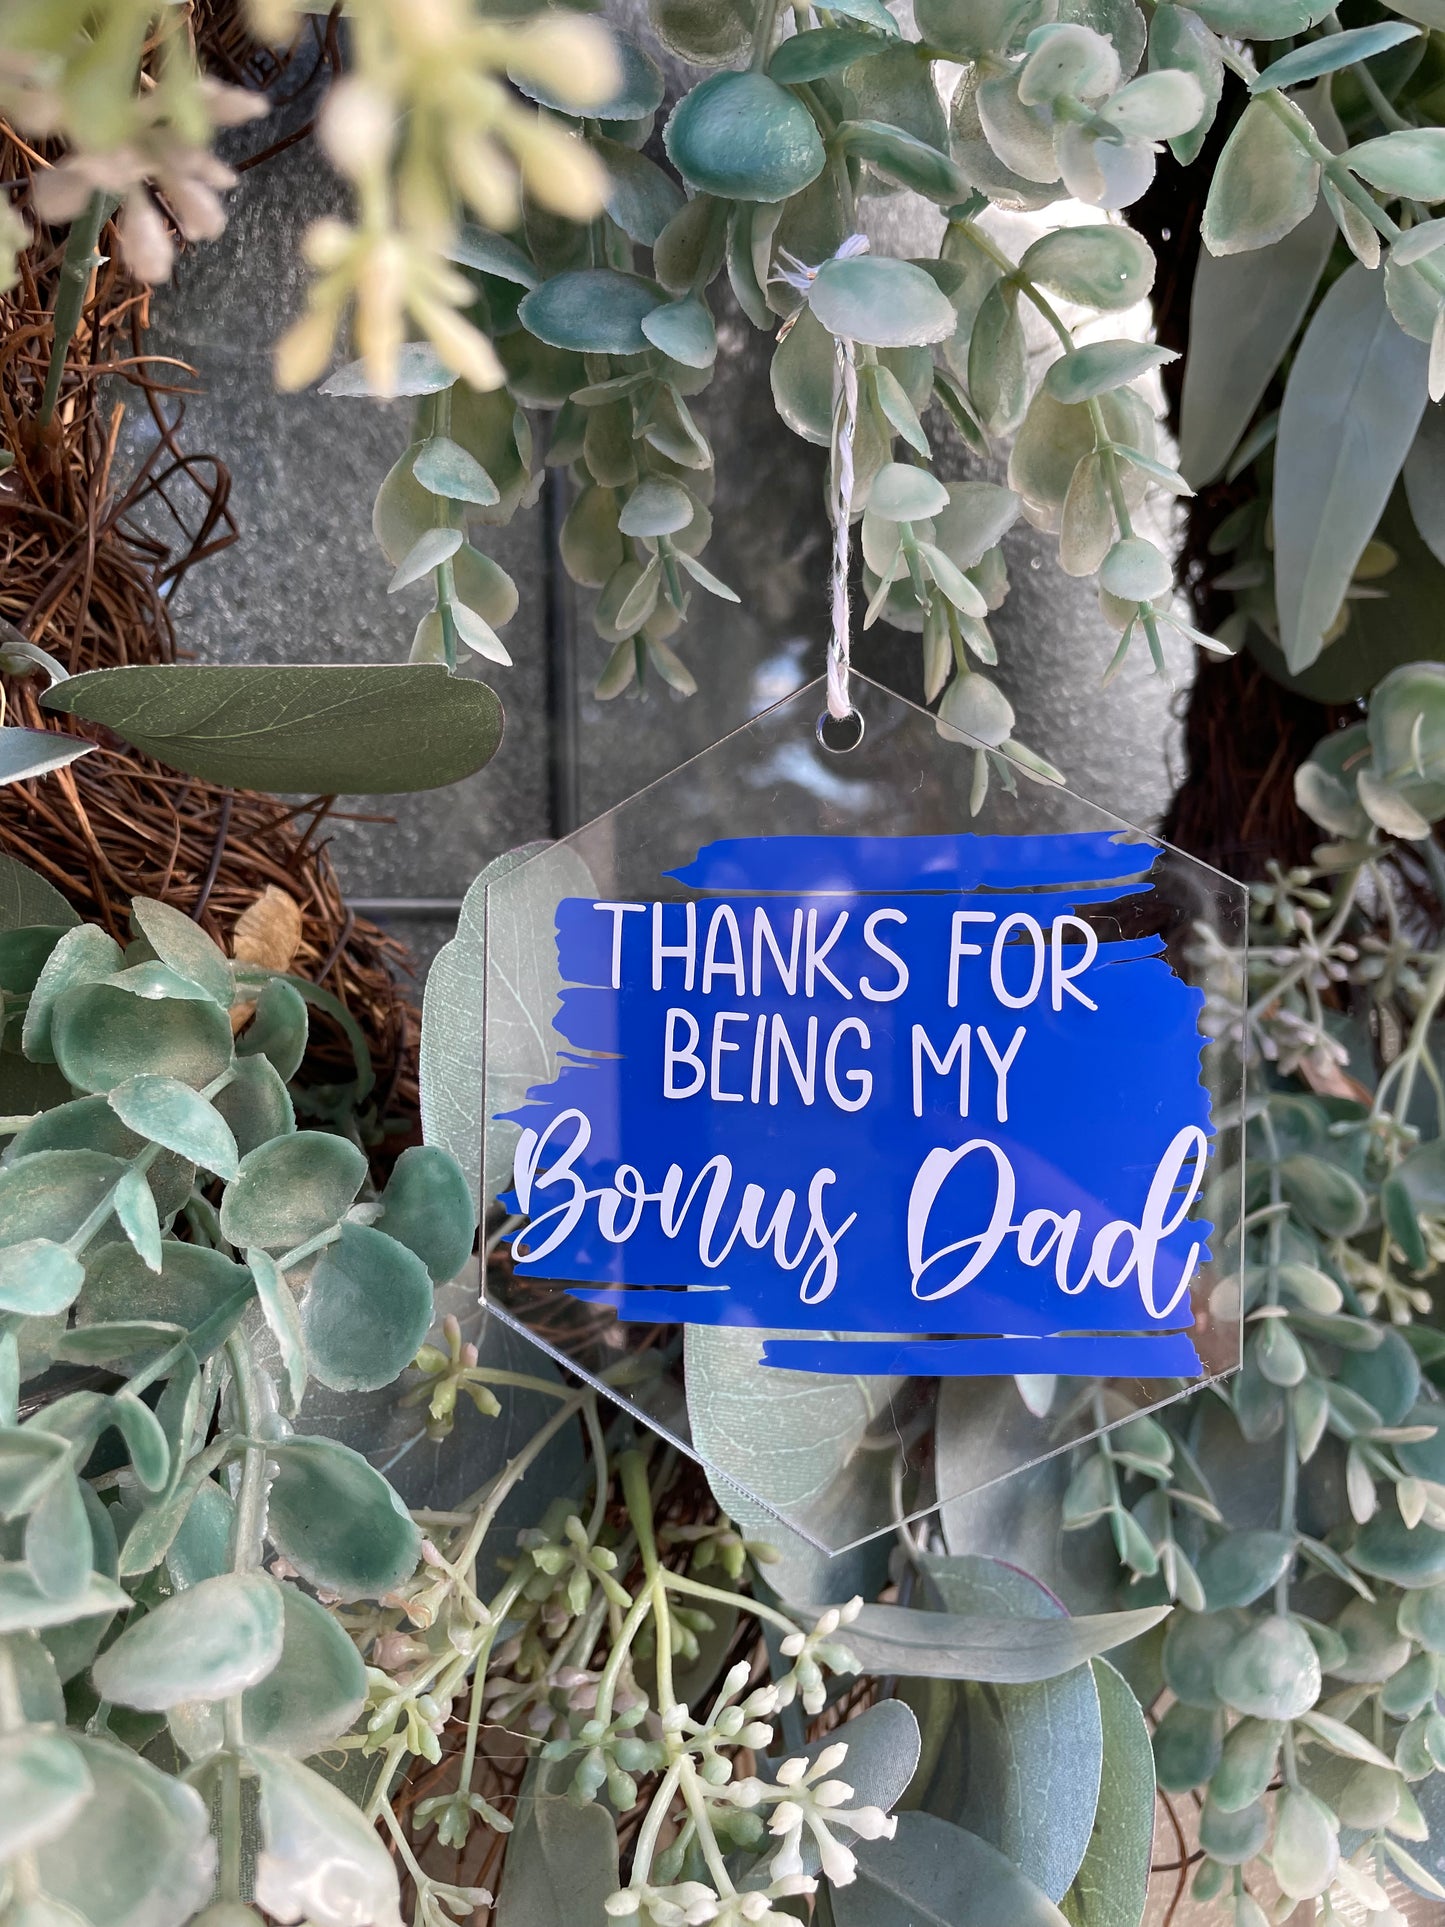 THANKS FOR
BEING MY
Bonus Dad